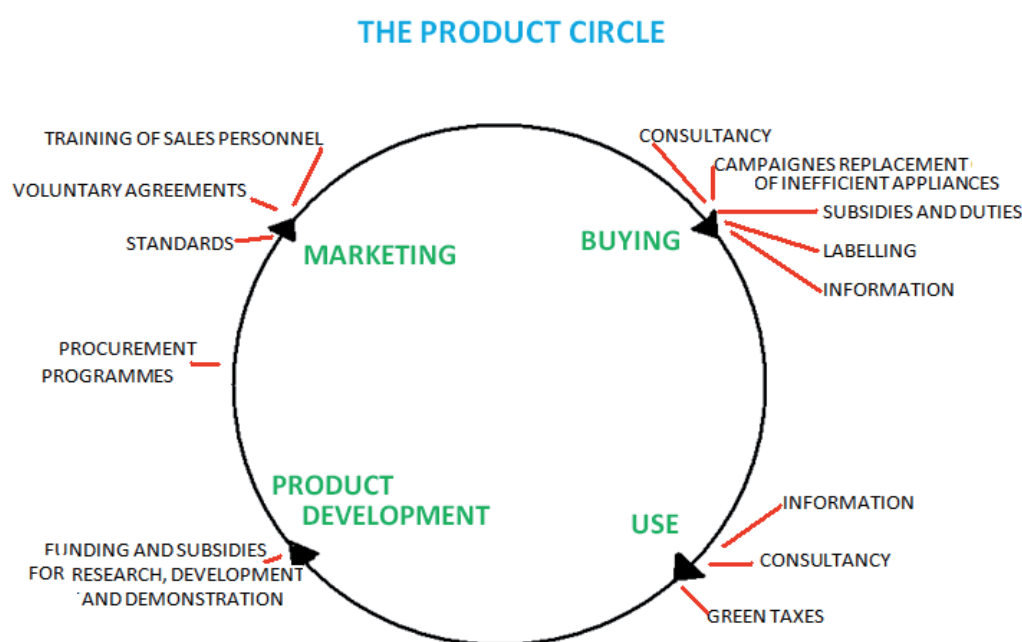 THE PRODUCT CIRCLE
TRAINING OF SALES PERSONNEL
VOLUNTARY AGREEMENTS
STANDARDS
MARKETING
CONSULTANCY
CAMPAIGNES REPLACEMENT
OF INEFFICIENT APPLIANCES
SUBSIDIES AND DUTIES
LABELLING
INFORMATION
BUYING
PROCUREMENT
PROGRAMMES
PRODUCT
DEVELOPMENT
FUNDING AND SUBSIDIES
FOR RESEARCH, DEVELOPMENT
AND DEMONSTRATION
USE
INFORMATION
CONSULTANCY
GREEN TAXES